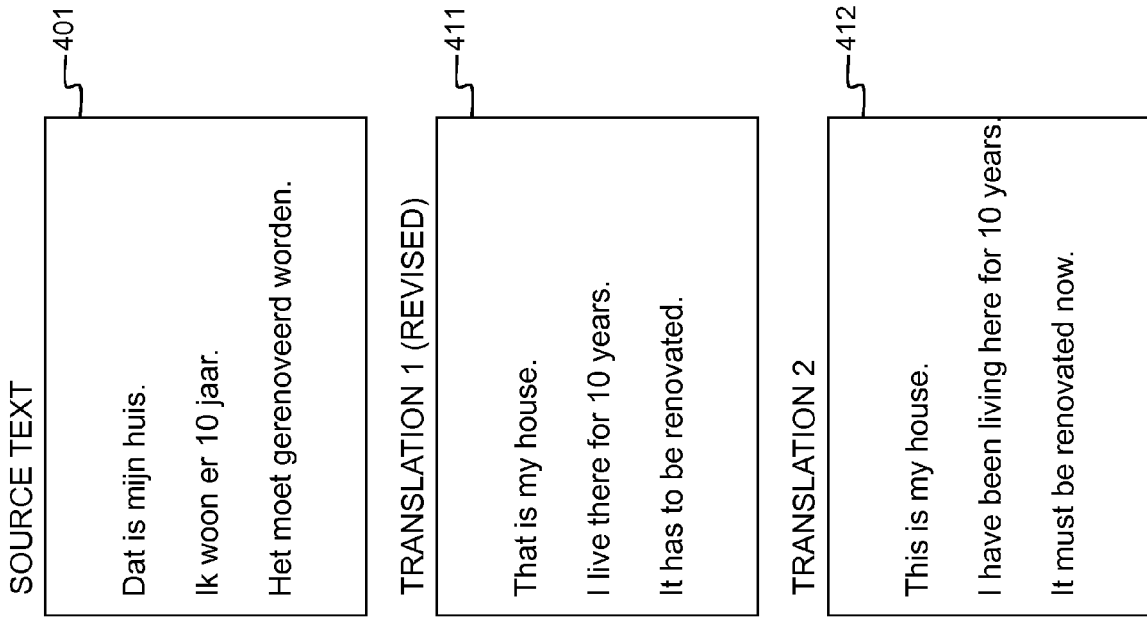 SOURCE TEXT
401
Dat is mijn huis.
Ik woon er 10 jaar.
Het moet gerenoveerd worden.
TRANSLATION 1 (REVISED)
411
That is my house.
I live there for 10 years.
It has to be renovated.
TRANSLATION 2
412
This is my house.
I have been living here for 10 years.
It must be renovated now.